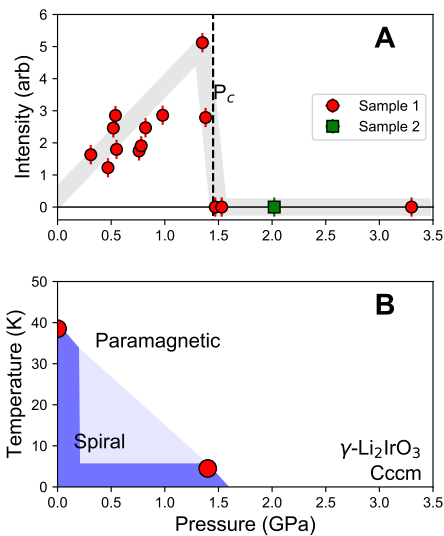 A
6
5
4
3
2
1
0
Intensity (arb)
P_c
Sample 1
Sample 2
0.0 0.5 1.0 1.5 2.0 2.5 3.0 3.5
B
50
40
30
20
10
0
Temperature (K)
Paramagnetic
Spiral
γ-Li₂IrO₃
Cccm
0.0 0.5 1.0 1.5 2.0 2.5 3.0 3.5
Pressure (GPa)